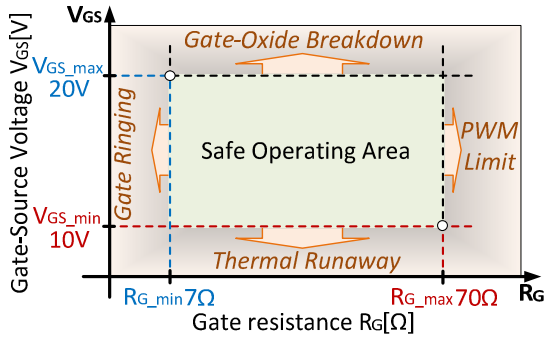 VGS
Gate-Source Voltage VGS[V]
Gate-Oxide Breakdown
VGS_max
20V
Gate Ringing
Safe Operating Area
PWM
Limit
VGS_min
10V
Thermal Runaway
RG_min 7Ω
RG_max 70Ω
RG
Gate resistance RG[Ω]